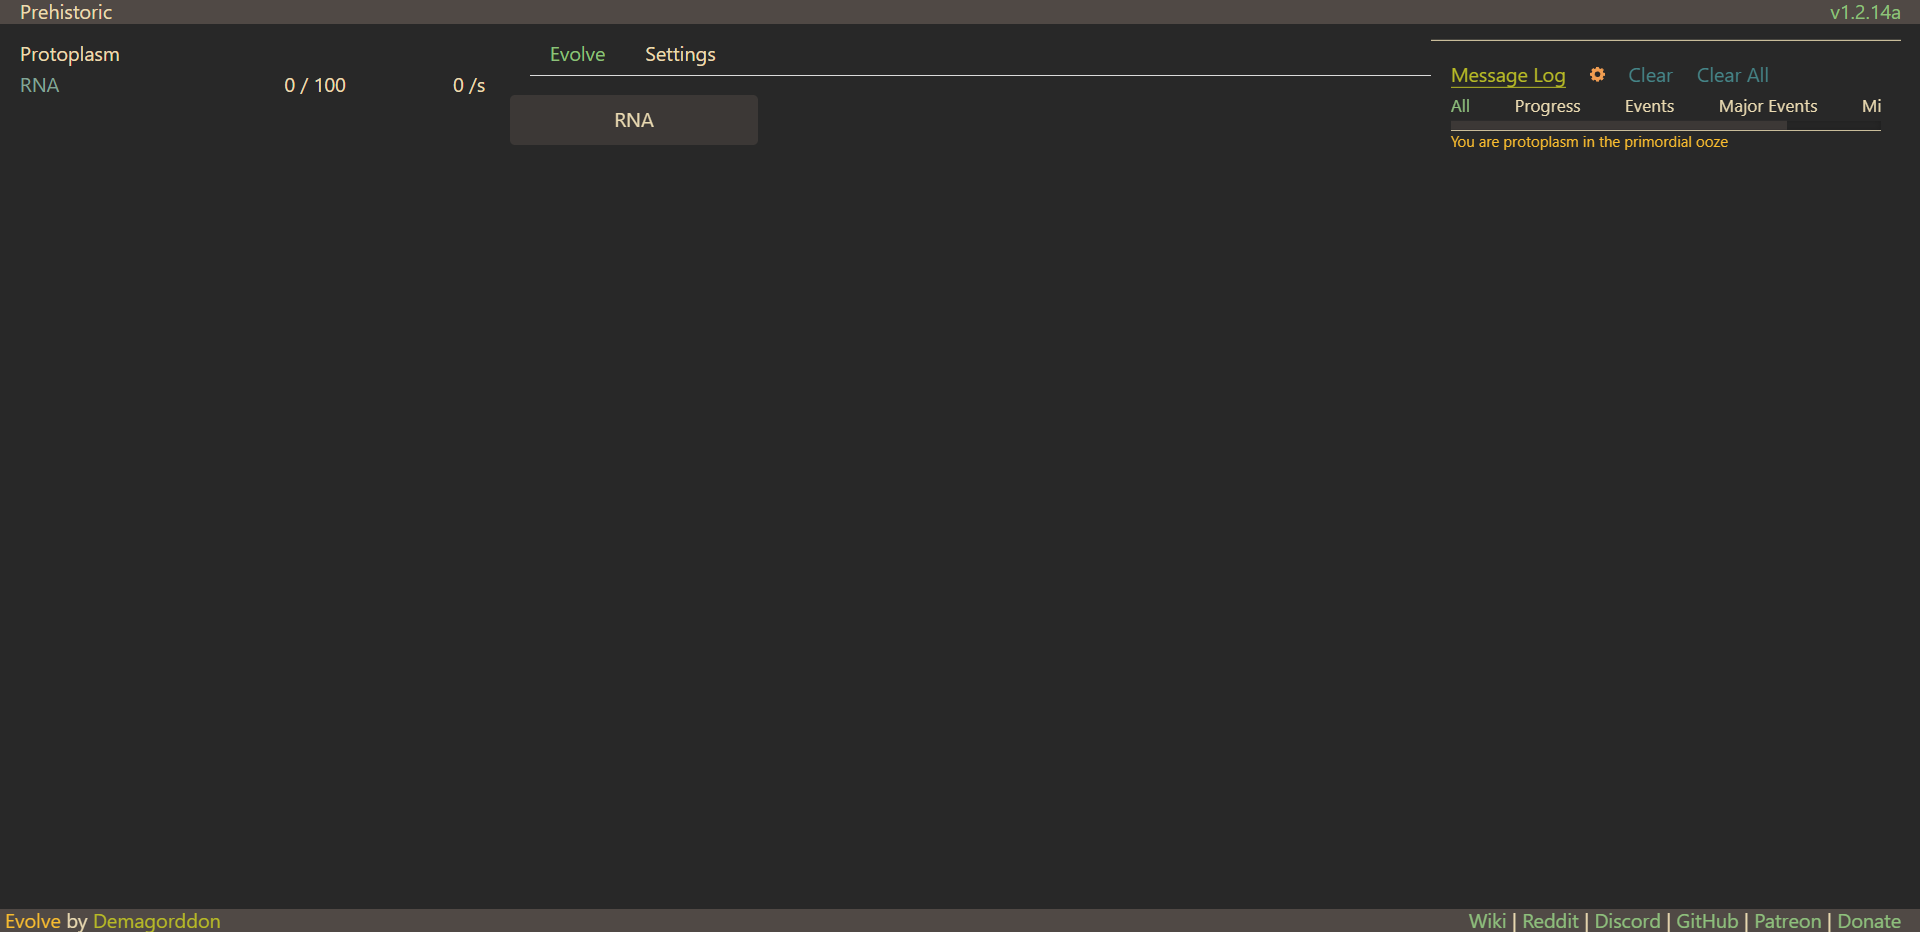 Prehistoric
v1.2.14a
Protoplasm
RNA 0 / 100 0 /s
Evolve Settings
RNA
Message Log Clear Clear All
All Progress Events Major Events Mi
You are protoplasm in the primordial ooze
Evolve by Demagorddon
Wiki | Reddit | Discord | GitHub | Patreon | Donate